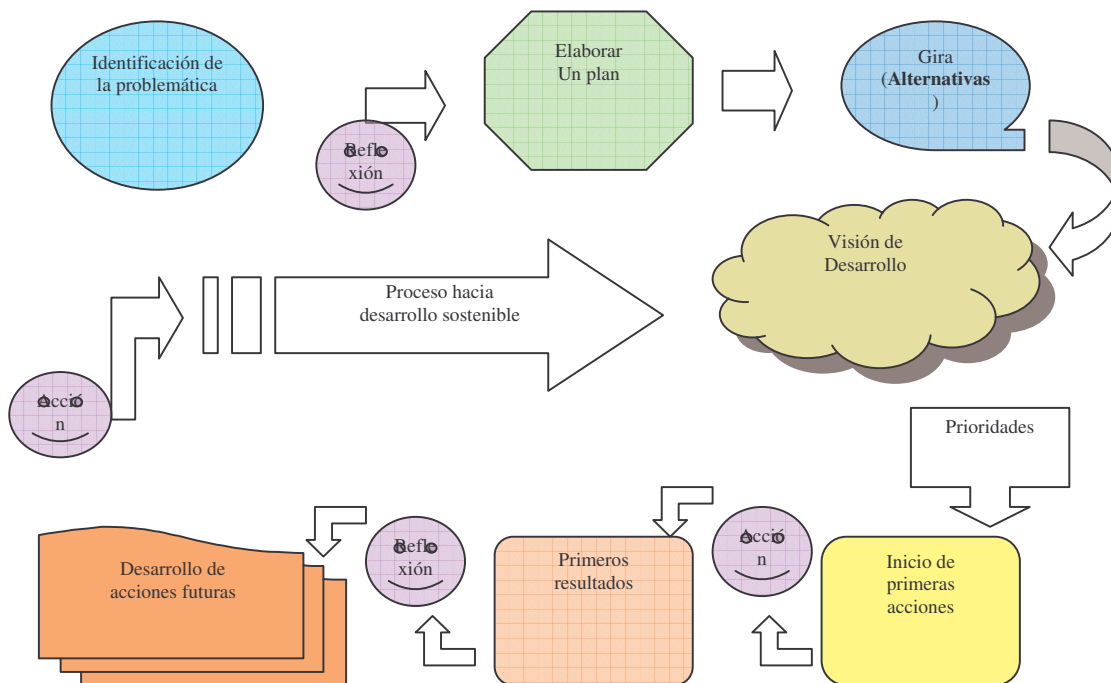 Identificación de
la problemática
Refle
xión
Elaborar
Un plan
Gira
(Alternativas
)
Visión de
Desarrollo
Proceso hacia
desarrollo sostenible
Acció
n
Prioridades
Inicio de
primeras
acciones
Acció
n
Primeros
resultados
Refle
xión
Desarrollo de
acciones futuras